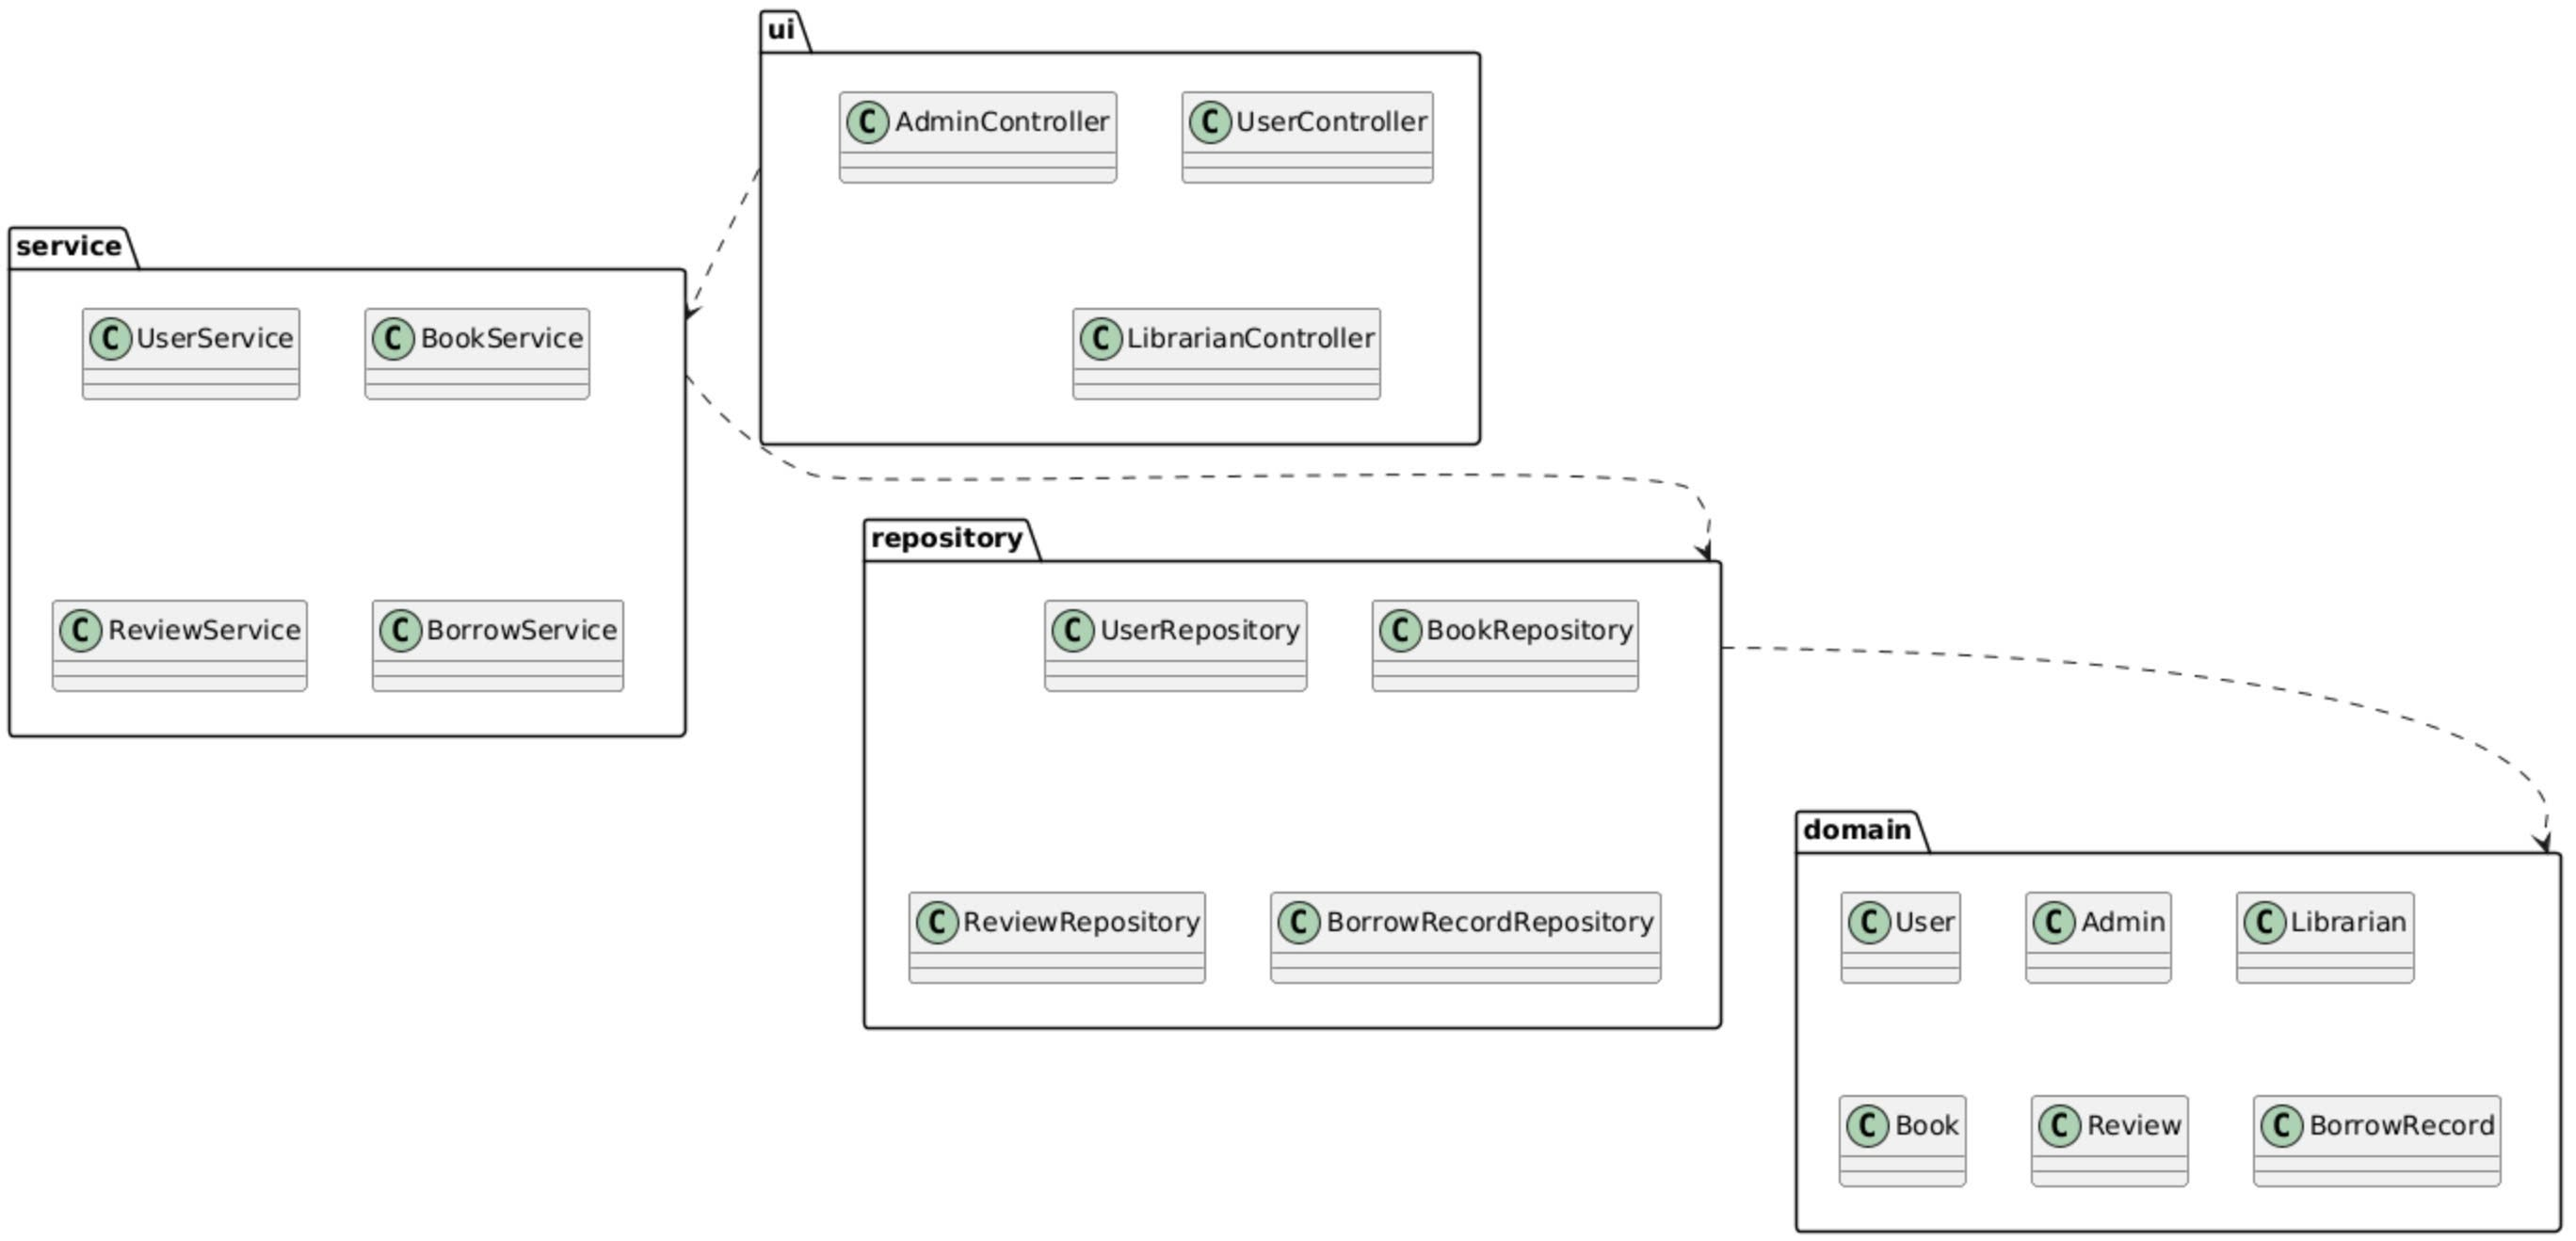 ui
C AdminController
C UserController
C LibrarianController
service
C UserService
C BookService
C ReviewService
C BorrowService
repository
C UserRepository
C BookRepository
C ReviewRepository
C BorrowRecordRepository
domain
C User
C Admin
C Librarian
C Book
C Review
C BorrowRecord